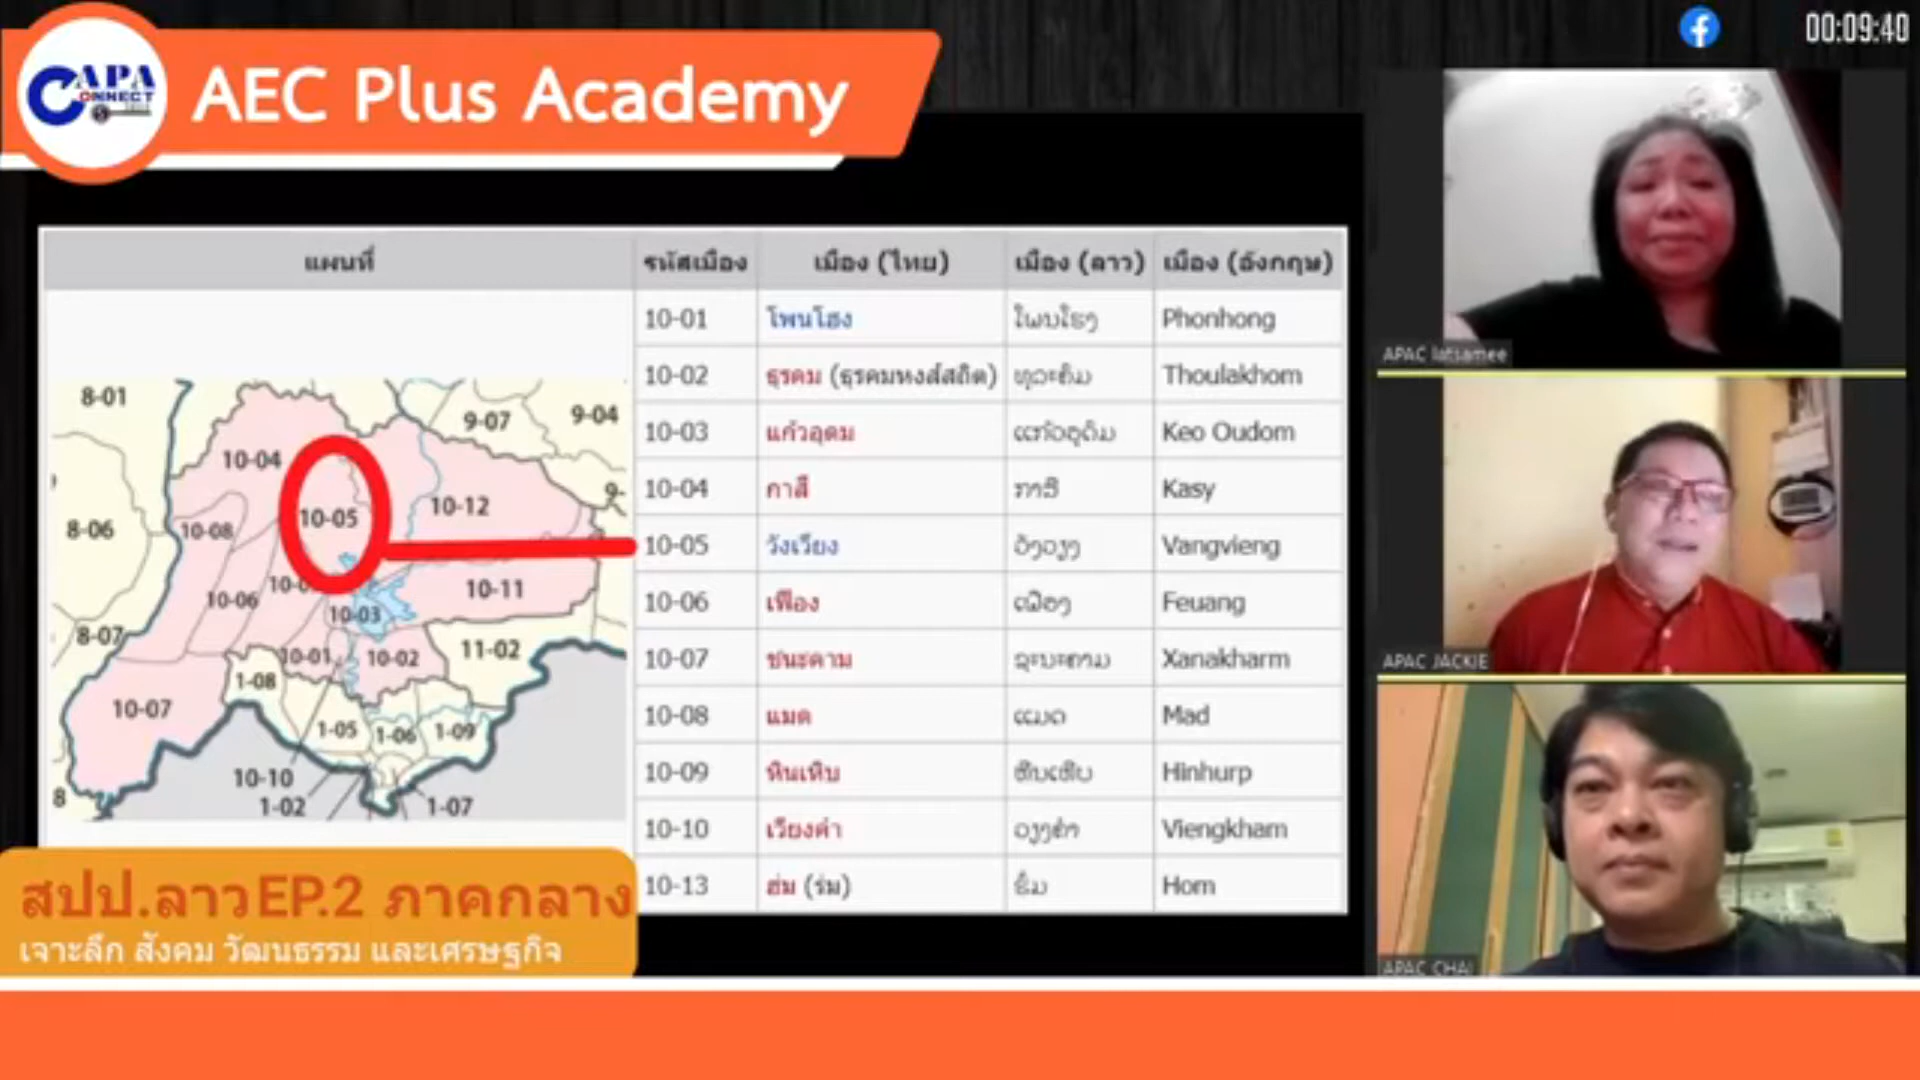 CAPA
CONNECT
AEC Plus Academy
00:09:40
แผนที่ รหัสเมือง เมือง (ไทย) เมือง (ลาว) เมือง (อังกฤษ)
10-01 โพนโฮง ໂພນໂຮງ Phonhong
10-02 ธุรคม (ธุรคมหงส์สถิต) ທຸລະຄົມ Thoulakhom
10-03 แก้วอุดม ແກ້ວອຸດົມ Keo Oudom
10-04 กาสี ກາສີ Kasy
10-05 วังเวียง ວັງວຽງ Vangvieng
10-06 เฟือง ເຟືອງ Feuang
10-07 ชนะคาม ຊະນະຄາມ Xanakharm
10-08 แมด ແມດ Mad
10-09 หินเหิบ ຫີນເຫີບ Hinhurp
10-10 เวียงคำ ວຽງຄຳ Viengkham
10-13 ฮ่ม (ร่ม) ຮົ່ມ Hom
8-01
9-07
9-04
10-04
9-
10-05
10-12
8-06
10-08
10-11
10-06
10-03
8-07
10-01
10-02
11-02
1-08
10-07
1-05
1-06
1-09
10-10
8
1-02
1-07
สปป.ลาว EP.2 ภาคกลาง
เจาะลึก สังคม วัฒนธรรม และเศรษฐกิจ
APAC latsamee
APAC JACKIE
APAC CHAI